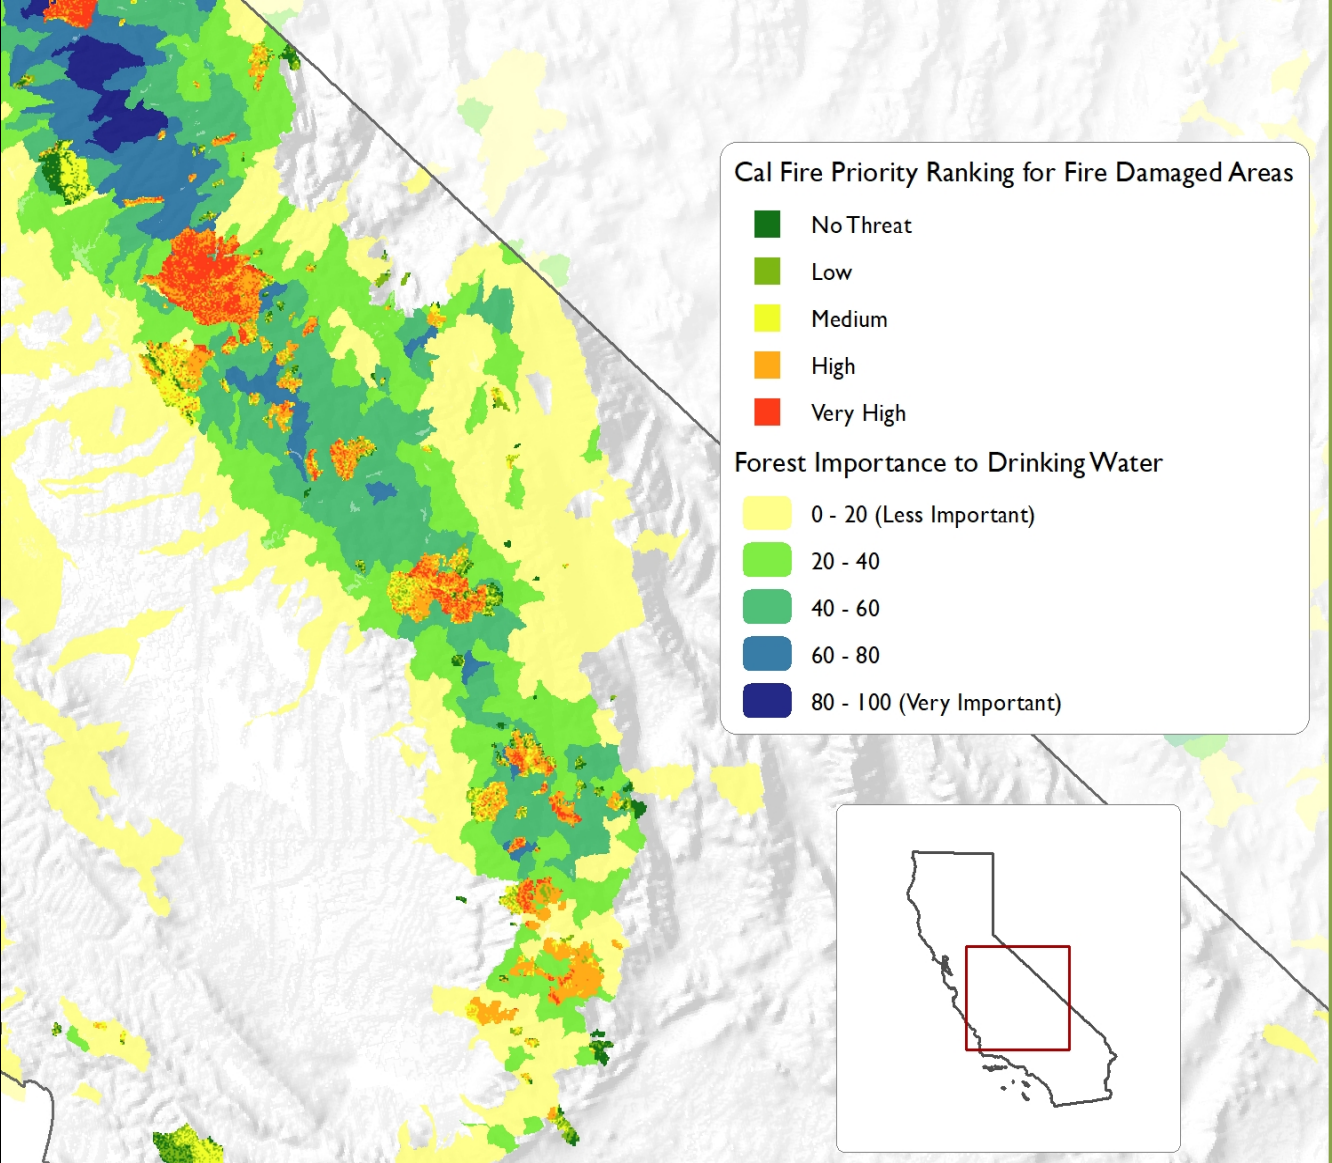 Cal Fire Priority Ranking for Fire Damaged Areas
No Threat
Low
Medium
High
Very High
Forest Importance to Drinking Water
0 - 20 (Less Important)
20 - 40
40 - 60
60 - 80
80 - 100 (Very Important)